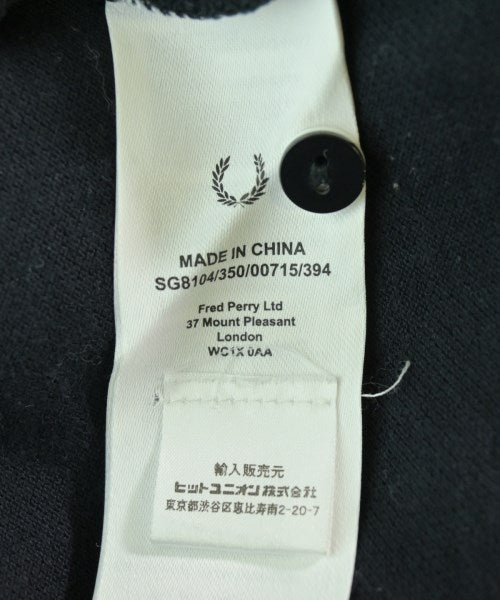 MADE IN CHINA
SG8104/350/00715/394
Fred Perry Ltd
37 Mount Pleasant
London
WC1X 0AA
輸入販売元
ヒットユニオン株式会社
東京都渋谷区恵比寿南2-20-7